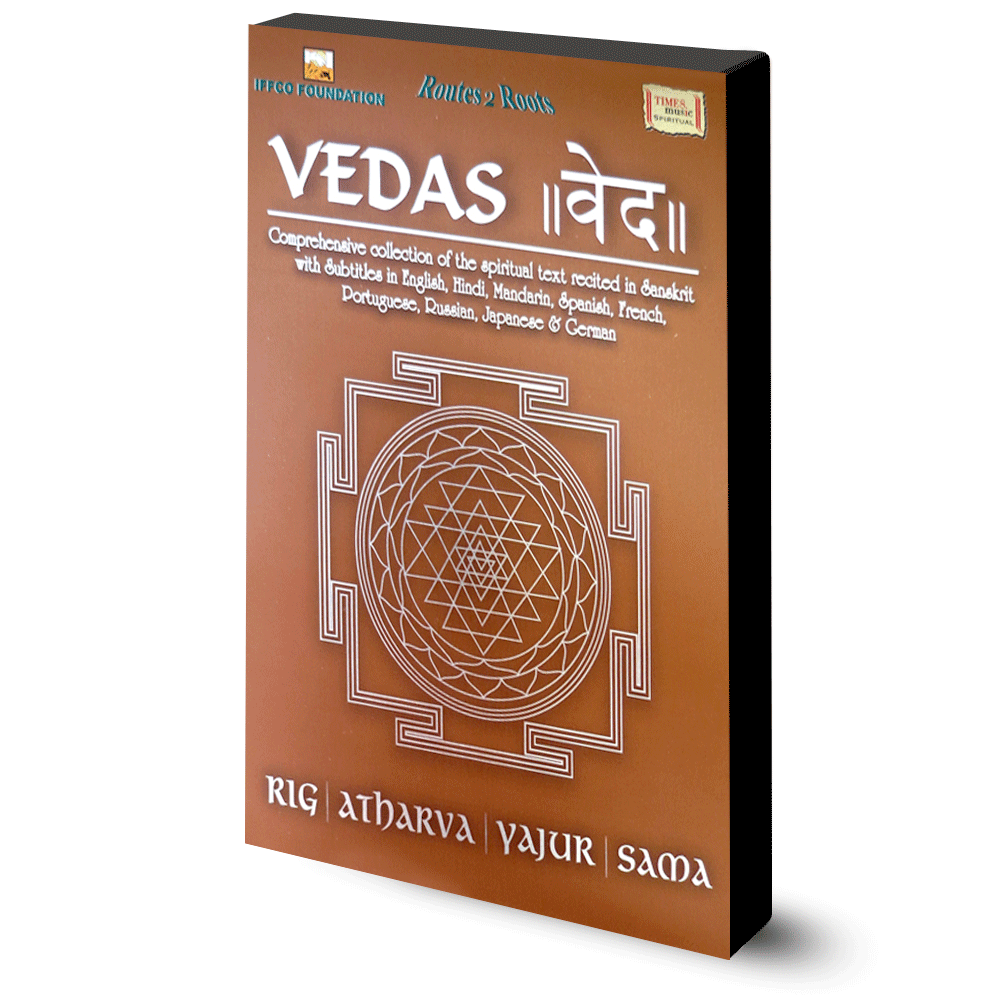 IFFCO FOUNDATION
Routes 2 Roots
TIMES
music
SPIRITUAL
VEDAS ॥वेद॥
Comprehensive collection of the spiritual text recited in Sanskrit
with Subtitles in English, Hindi, Mandarin, Spanish, French,
Portuguese, Russian, Japanese & German
RIG | ATHARVA | YAJUR | SAMA